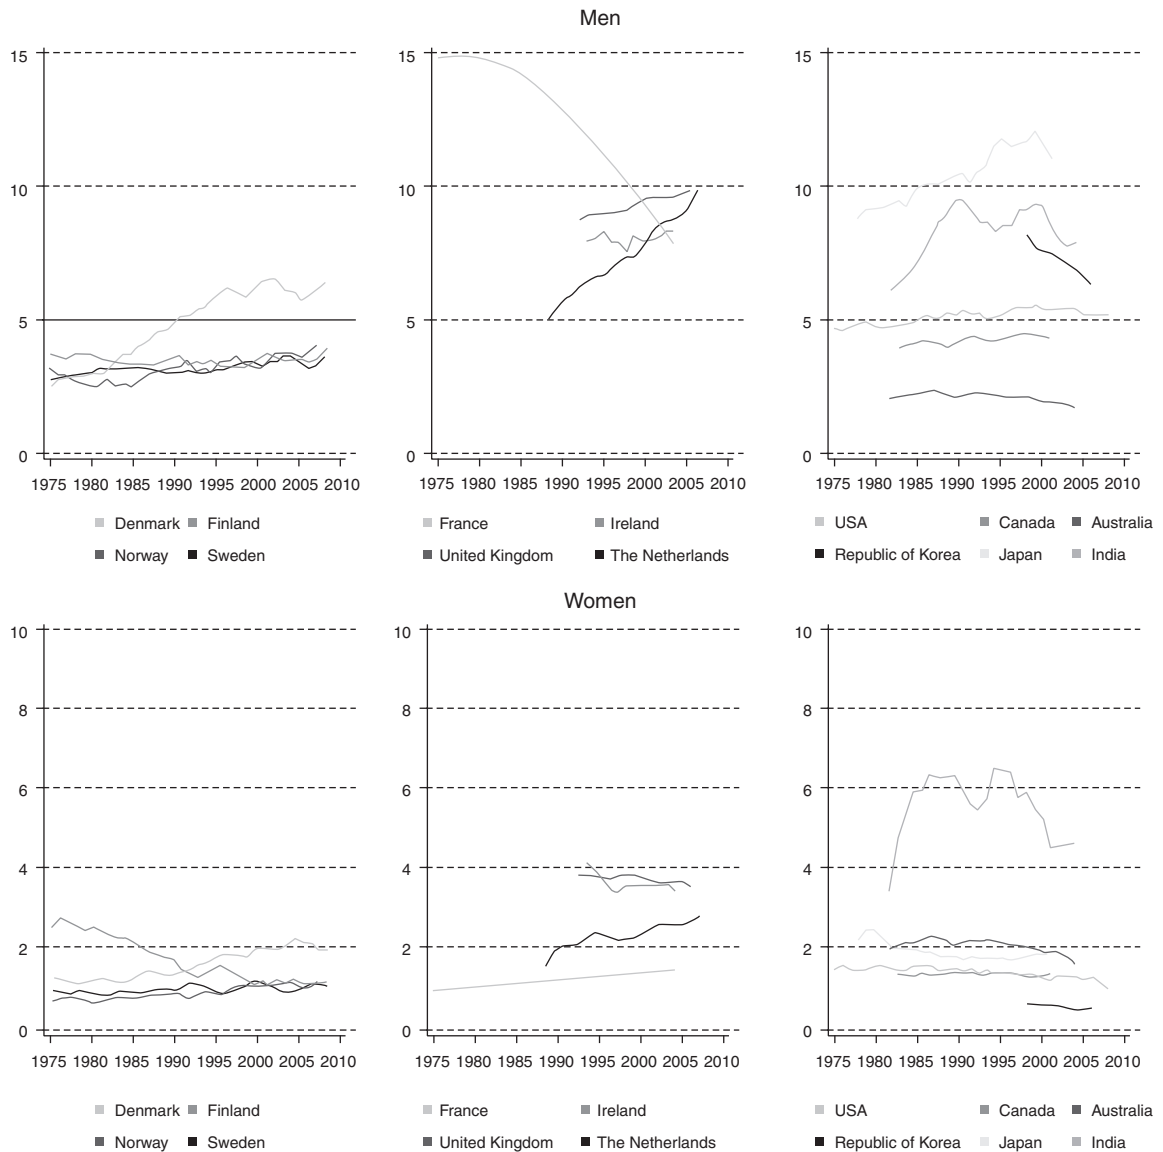 Men
15
10
5
0
1975 1980 1985 1990 1995 2000 2005 2010
Denmark Finland
Norway Sweden
15
10
5
0
1975 1980 1985 1990 1995 2000 2005 2010
France Ireland
United Kingdom The Netherlands
15
10
5
0
1975 1980 1985 1990 1995 2000 2005 2010
USA Canada Australia
Republic of Korea Japan India
Women
10
8
6
4
2
0
1975 1980 1985 1990 1995 2000 2005 2010
Denmark Finland
Norway Sweden
10
8
6
4
2
0
1975 1980 1985 1990 1995 2000 2005 2010
France Ireland
United Kingdom The Netherlands
10
8
6
4
2
0
1975 1980 1985 1990 1995 2000 2005 2010
USA Canada Australia
Republic of Korea Japan India